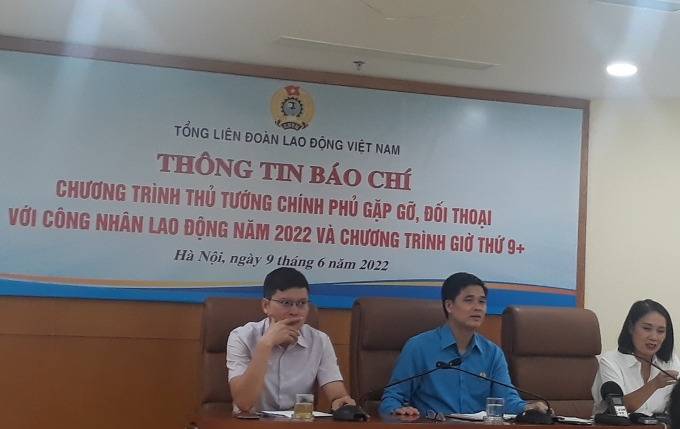 TỔNG LIÊN ĐOÀN LAO ĐỘNG VIỆT NAM
THÔNG TIN BÁO CHÍ
CHƯƠNG TRÌNH THỦ TƯỚNG CHÍNH PHỦ GẶP GỠ, ĐỐI THOẠI
VỚI CÔNG NHÂN LAO ĐỘNG NĂM 2022 VÀ CHƯƠNG TRÌNH GIỜ THỨ 9+
Hà Nội, ngày 9 tháng 6 năm 2022